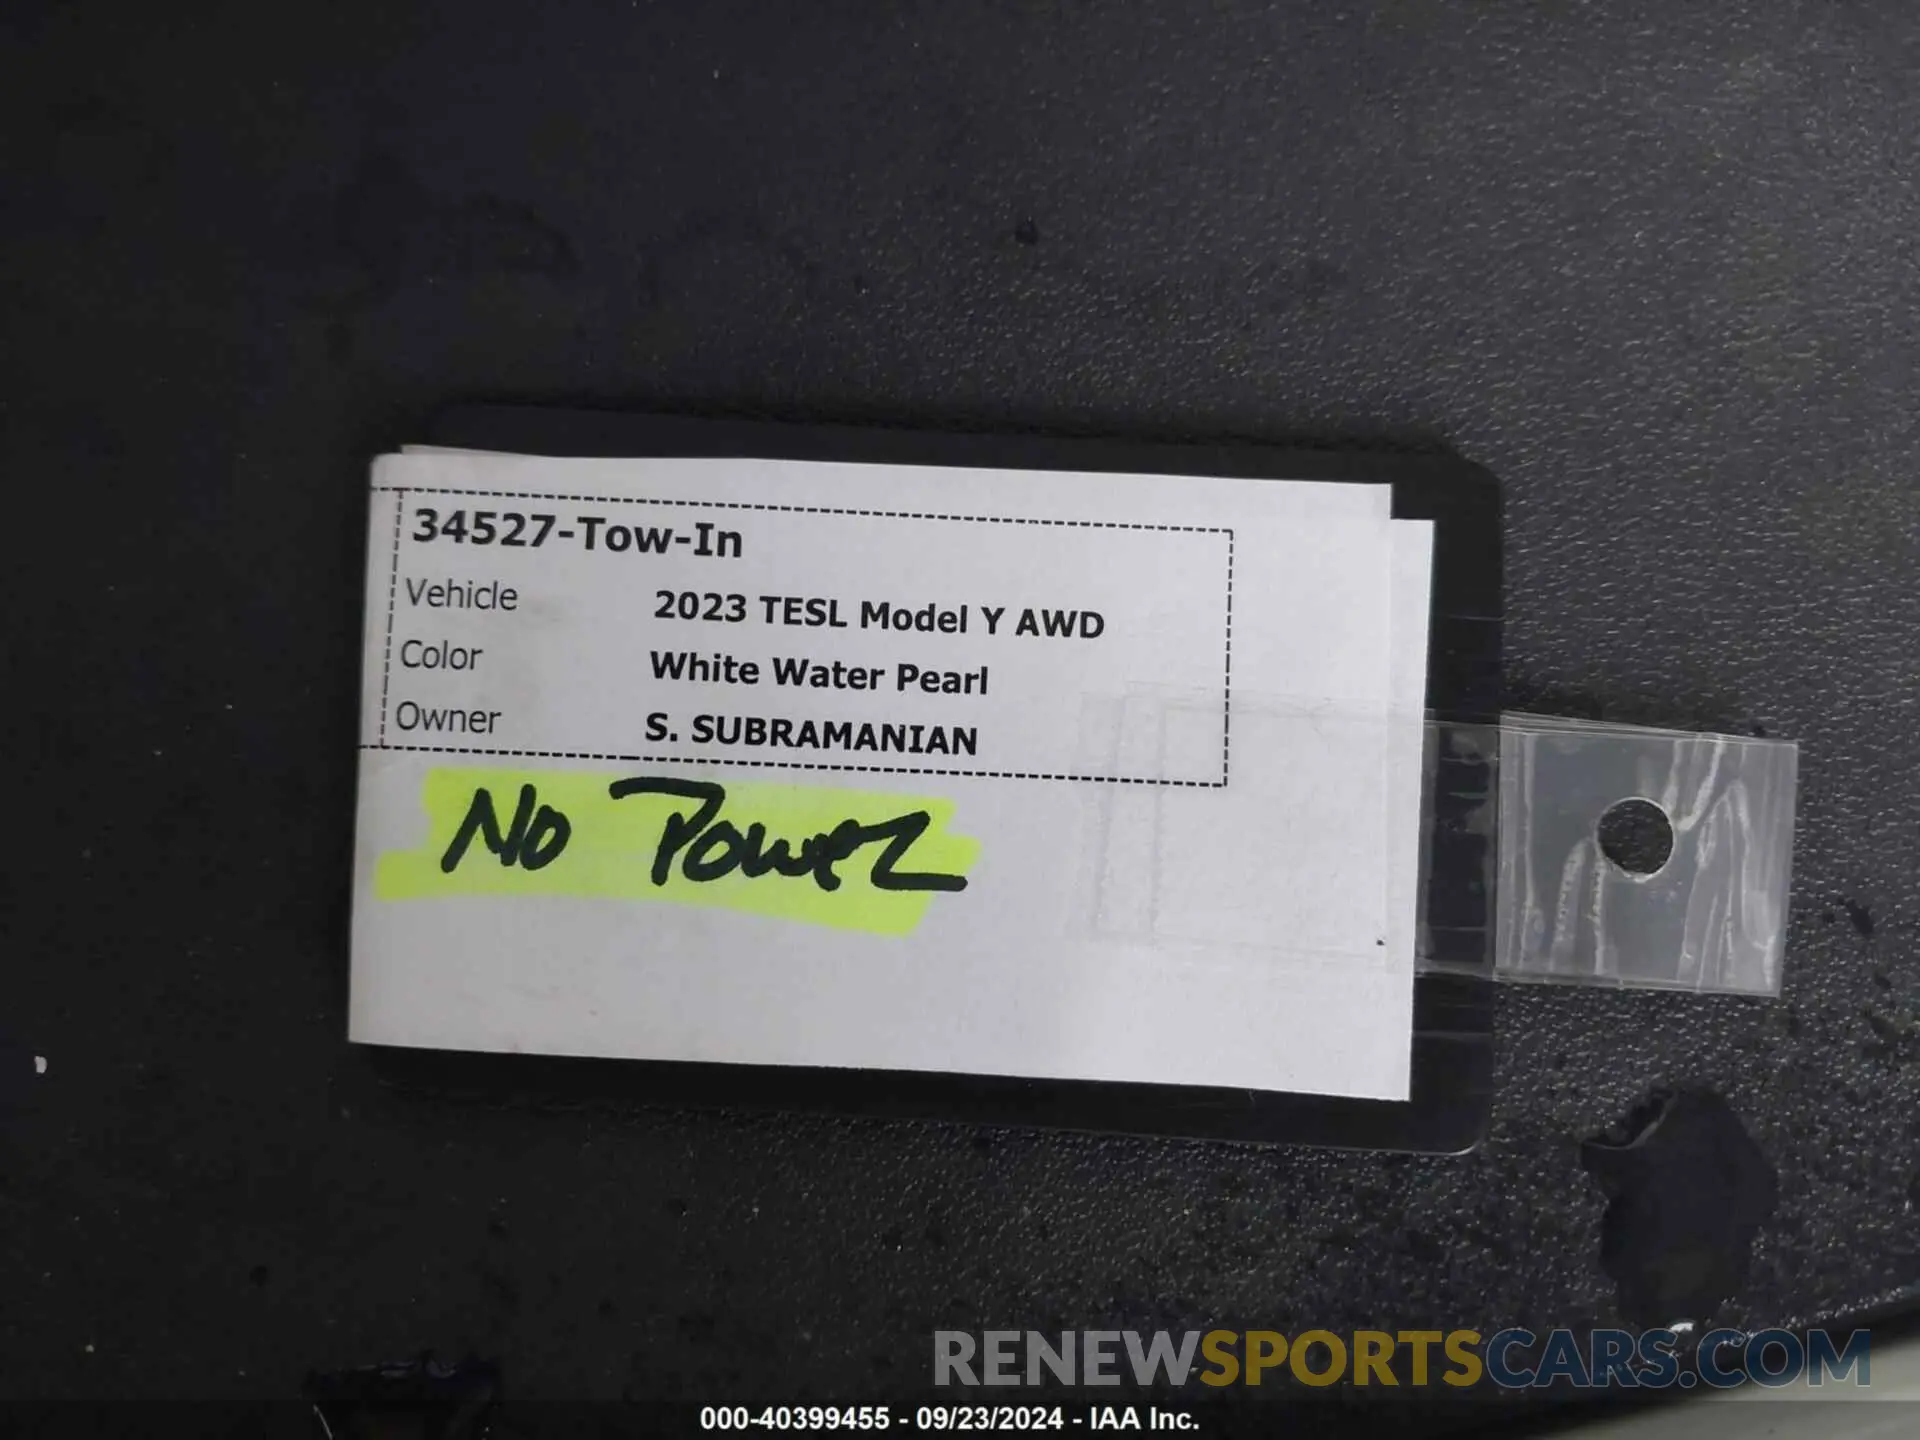 34527-Tow-In
Vehicle 2023 TESL Model Y AWD
Color White Water Pearl
Owner S. SUBRAMANIAN
No Power
RENEWSPORTSCARS.COM
000-40399455 - 09/23/2024 - IAA Inc.